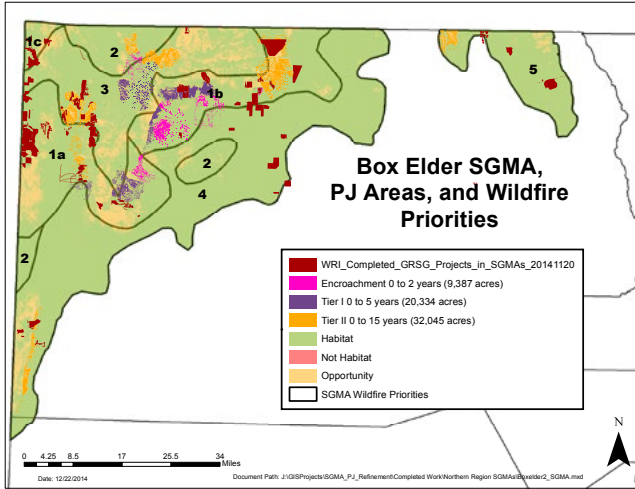 1c
2
3
1b
5
1a
2
4
2
Box Elder SGMA,
PJ Areas, and Wildfire
Priorities
WRI_Completed_GRSG_Projects_in_SGMAs_20141120
Encroachment 0 to 2 years (9,387 acres)
Tier I 0 to 5 years (20,334 acres)
Tier II 0 to 15 years (32,045 acres)
Habitat
Not Habitat
Opportunity
SGMA Wildfire Priorities
N
0 4.25 8.5 17 25.5 34
Miles
Date: 12/22/2014
Document Path: J:\GISProjects\SGMA_PJ_Refinement\Completed Work\Northern Region SGMAs\Boxelder2_SGMA.mxd